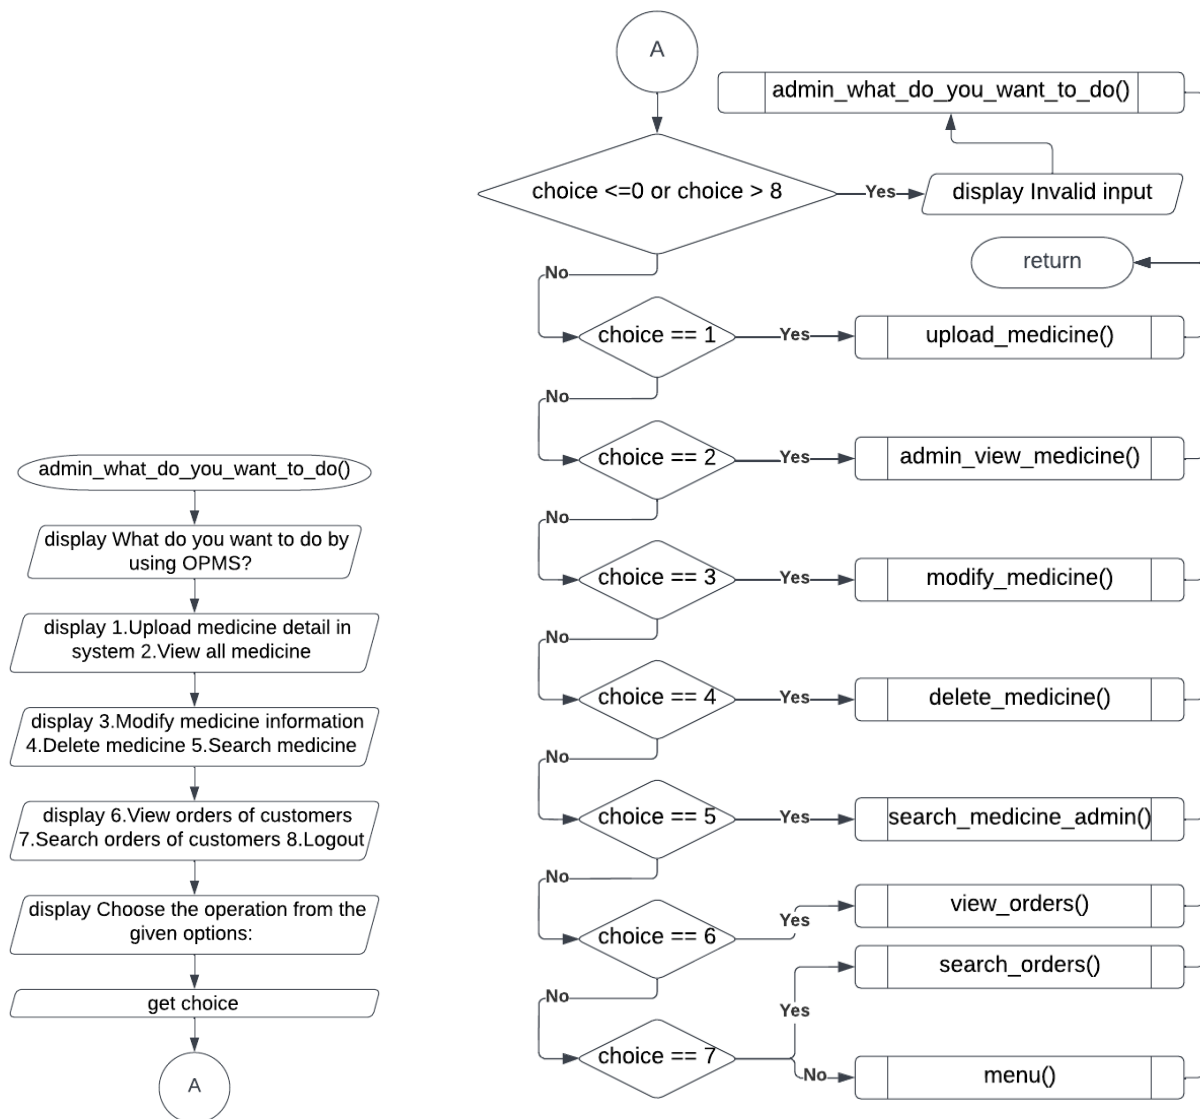 admin_what_do_you_want_to_do()
display What do you want to do by
using OPMS?
display 1.Upload medicine detail in
system 2.View all medicine
display 3.Modify medicine information
4.Delete medicine 5.Search medicine
display 6.View orders of customers
7.Search orders of customers 8.Logout
display Choose the operation from the
given options:
get choice
A
A
admin_what_do_you_want_to_do()
choice <=0 or choice > 8
Yes
display Invalid input
return
No
choice == 1
Yes
upload_medicine()
No
choice == 2
Yes
admin_view_medicine()
No
choice == 3
Yes
modify_medicine()
No
choice == 4
Yes
delete_medicine()
No
choice == 5
Yes
search_medicine_admin()
No
choice == 6
Yes
view_orders()
No
choice == 7
Yes
search_orders()
No
menu()